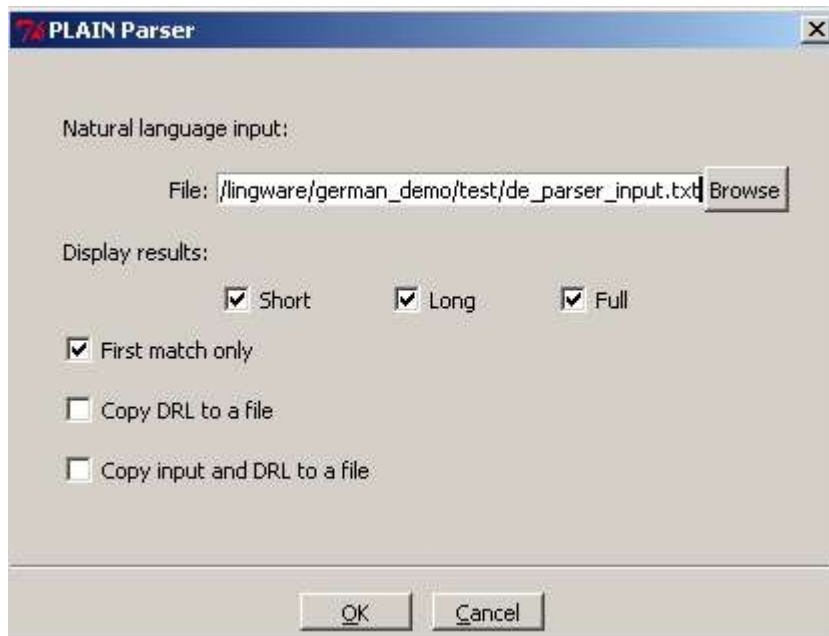 PLAIN Parser
Natural language input:
File: /lingware/german_demo/test/de_parser_input.txt Browse
Display results:
Short Long Full
First match only
Copy DRL to a file
Copy input and DRL to a file
OK Cancel